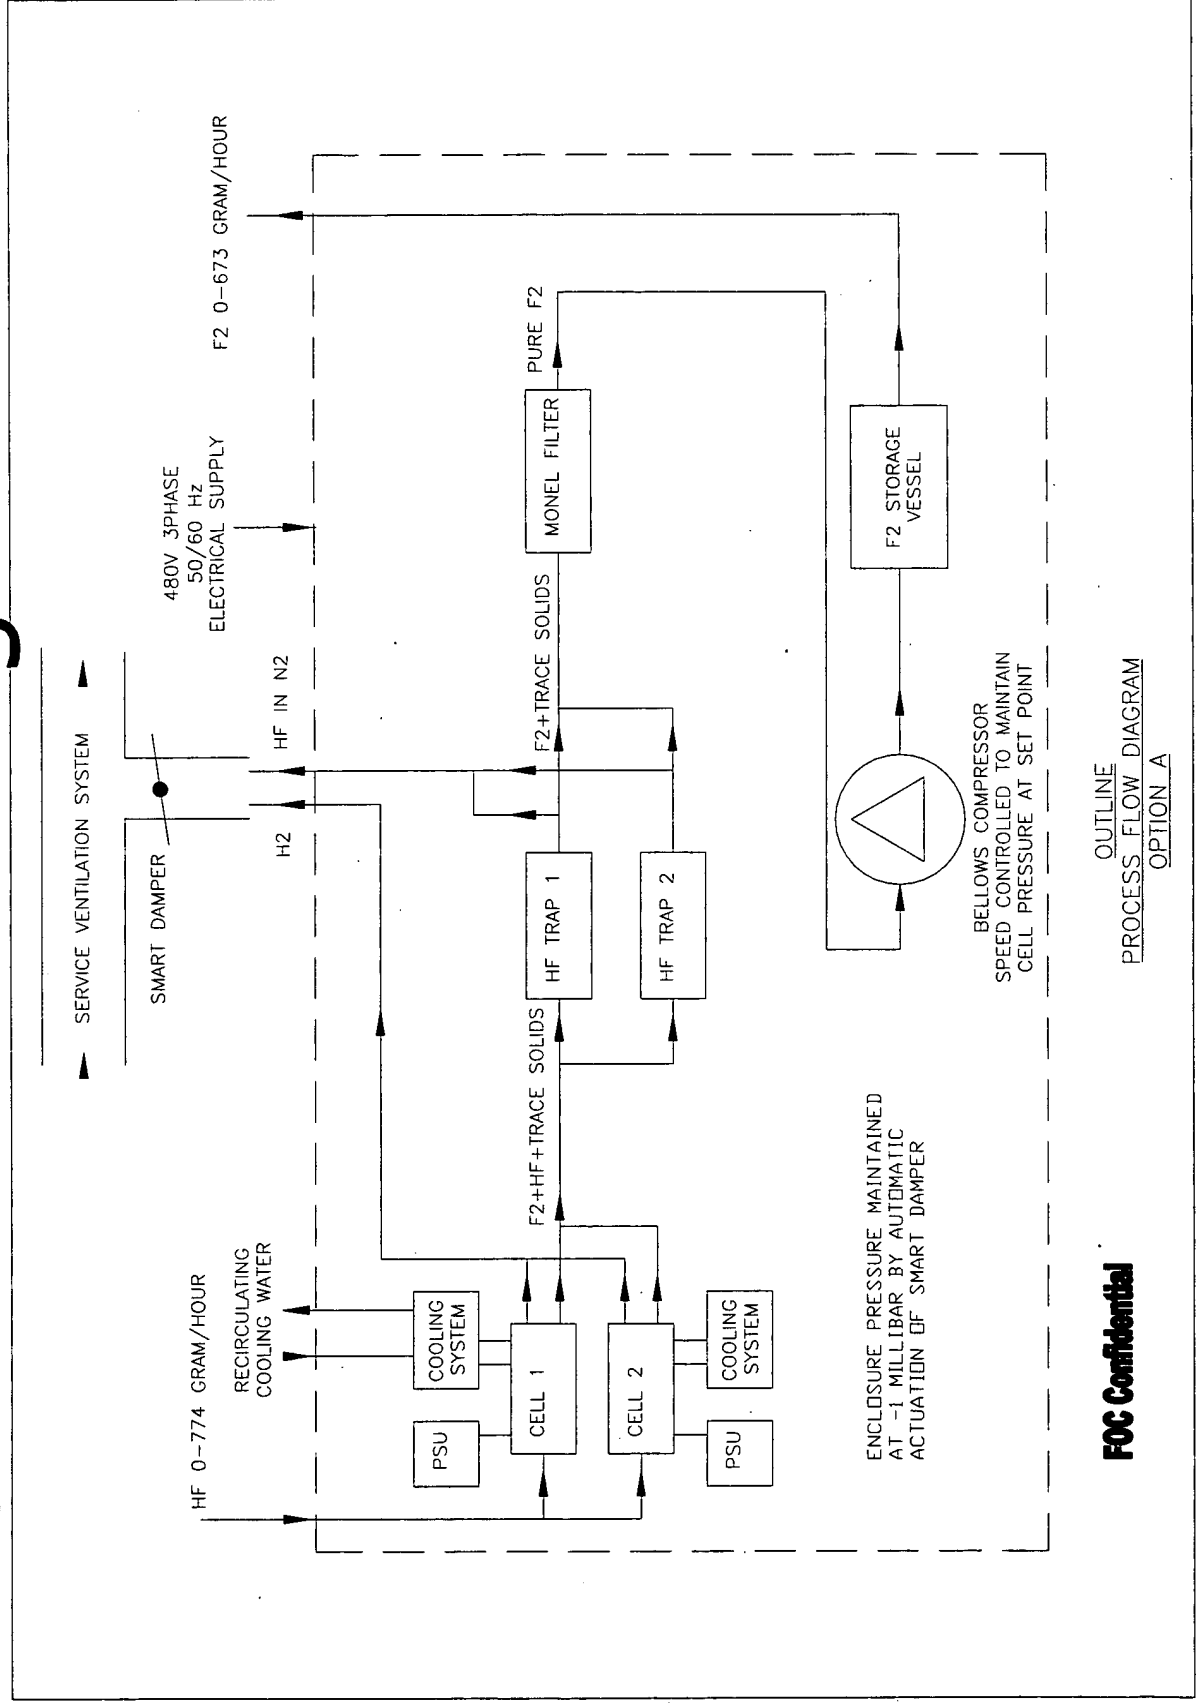 SERVICE VENTILATION SYSTEM
SMART DAMPER
H2
HF IN N2
480V 3PHASE
50/60 Hz
ELECTRICAL SUPPLY
F2 0-673 GRAM/HOUR
HF 0-774 GRAM/HOUR
RECIRCULATING
COOLING WATER
PSU
COOLING
SYSTEM
CELL 1
CELL 2
PSU
COOLING
SYSTEM
F2+HF+TRACE SOLIDS
HF TRAP 1
HF TRAP 2
F2+TRACE SOLIDS
MONEL FILTER
PURE F2
F2 STORAGE
VESSEL
BELLOWS COMPRESSOR
SPEED CONTROLLED TO MAINTAIN
CELL PRESSURE AT SET POINT
ENCLOSURE PRESSURE MAINTAINED
AT -1 MILLIBAR BY AUTOMATIC
ACTUATION OF SMART DAMPER
OUTLINE
PROCESS FLOW DIAGRAM
OPTION A
FOC Confidential